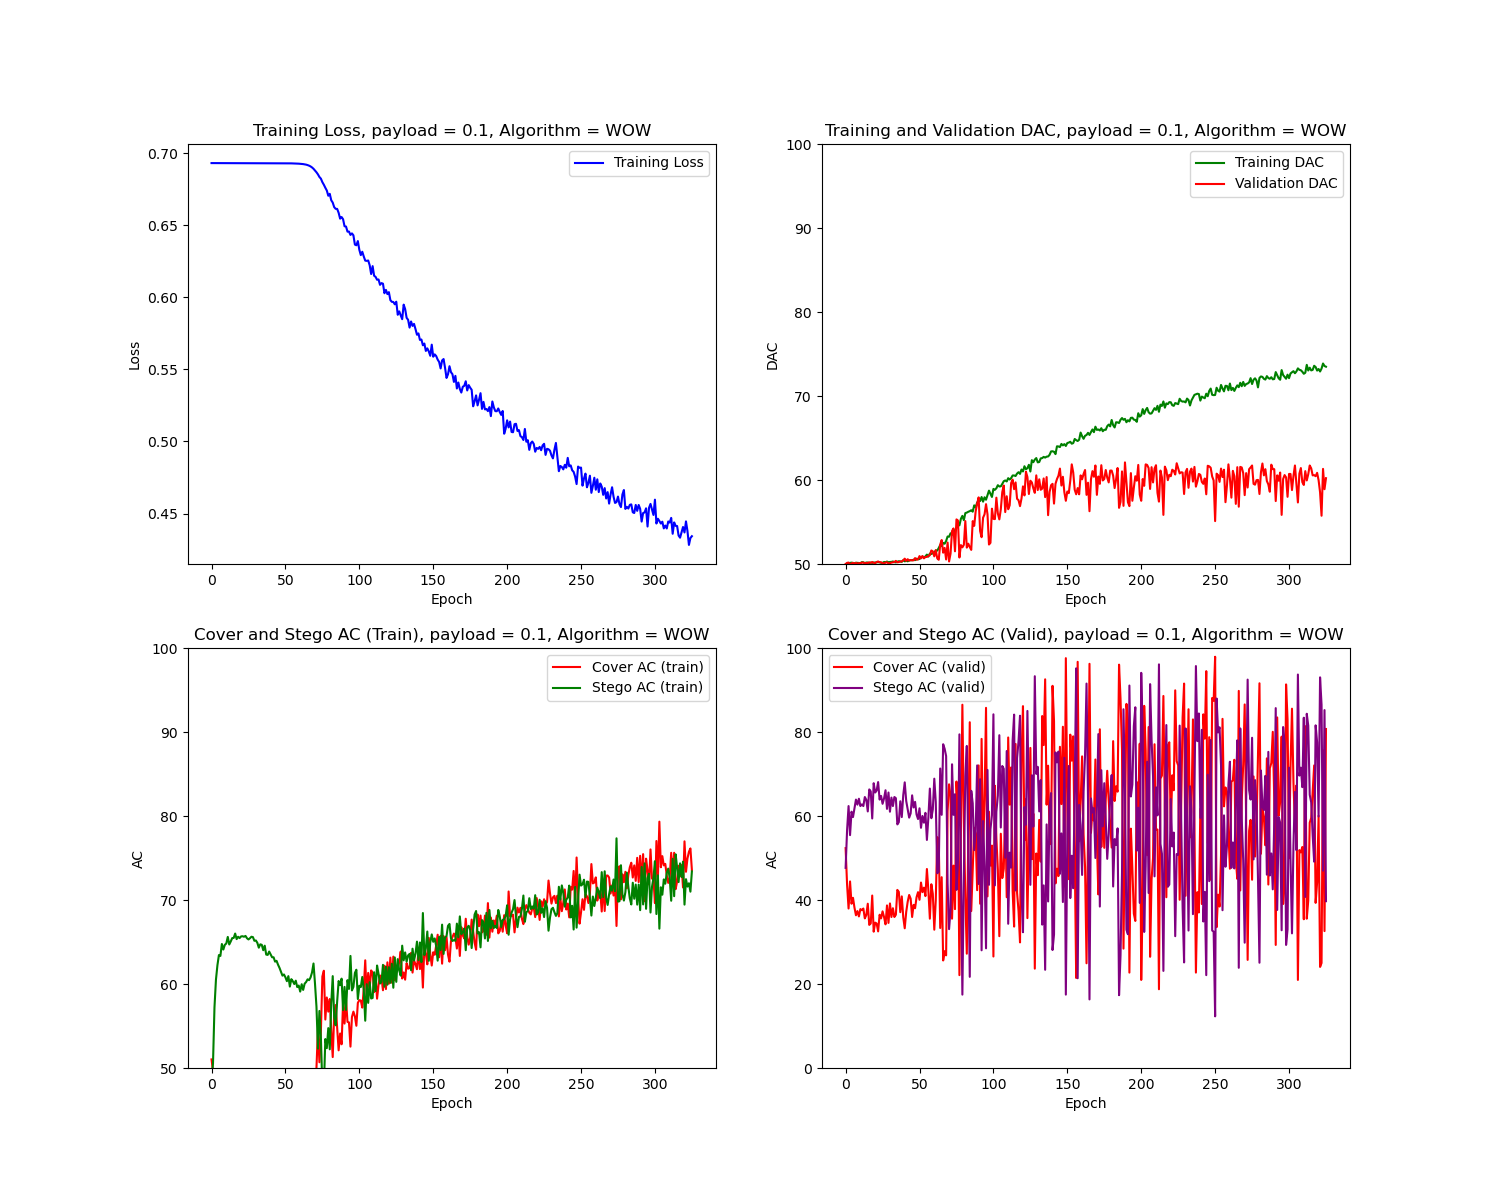 Training Loss, payload = 0.1, Algorithm = WOW
Training Loss
0.70
0.65
0.60
0.55
0.50
0.45
Loss
0 50 100 150 200 250 300
Epoch
Training and Validation DAC, payload = 0.1, Algorithm = WOW
Training DAC
Validation DAC
100
90
80
70
60
50
DAC
0 50 100 150 200 250 300
Epoch
Cover and Stego AC (Train), payload = 0.1, Algorithm = WOW
Cover AC (train)
Stego AC (train)
100
90
80
70
60
50
AC
0 50 100 150 200 250 300
Epoch
Cover and Stego AC (Valid), payload = 0.1, Algorithm = WOW
Cover AC (valid)
Stego AC (valid)
100
80
60
40
20
0
AC
0 50 100 150 200 250 300
Epoch